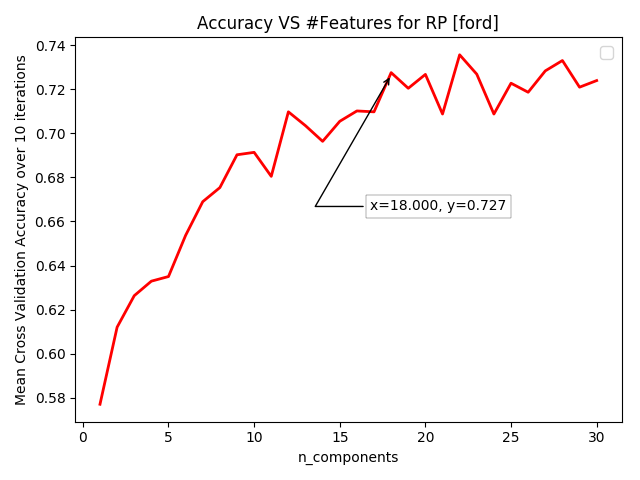 Accuracy VS #Features for RP [ford]
Mean Cross Validation Accuracy over 10 iterations
0.74
0.72
0.70
0.68
0.66
0.64
0.62
0.60
0.58
x=18.000, y=0.727
0 5 10 15 20 25 30
n_components